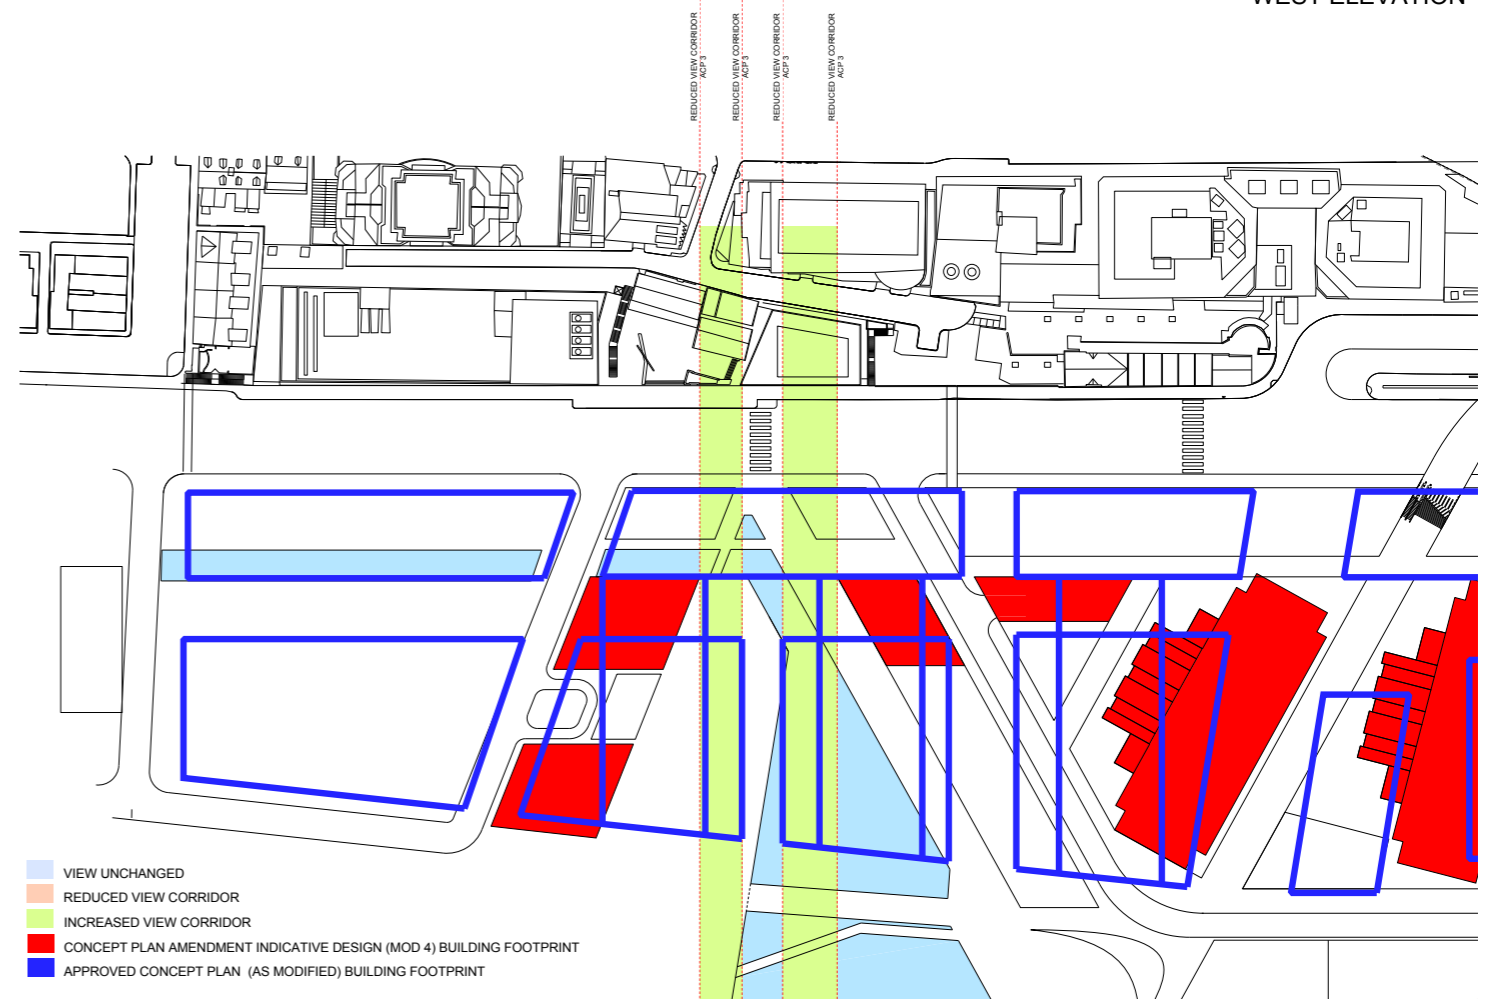 WEST ELEVATION
REDUCED VIEW CORRIDOR
ACP 3
REDUCED VIEW CORRIDOR
ACP 3
REDUCED VIEW CORRIDOR
ACP 3
REDUCED VIEW CORRIDOR
ACP 3
VIEW UNCHANGED
REDUCED VIEW CORRIDOR
INCREASED VIEW CORRIDOR
CONCEPT PLAN AMENDMENT INDICATIVE DESIGN (MOD 4) BUILDING FOOTPRINT
APPROVED CONCEPT PLAN (AS MODIFIED) BUILDING FOOTPRINT